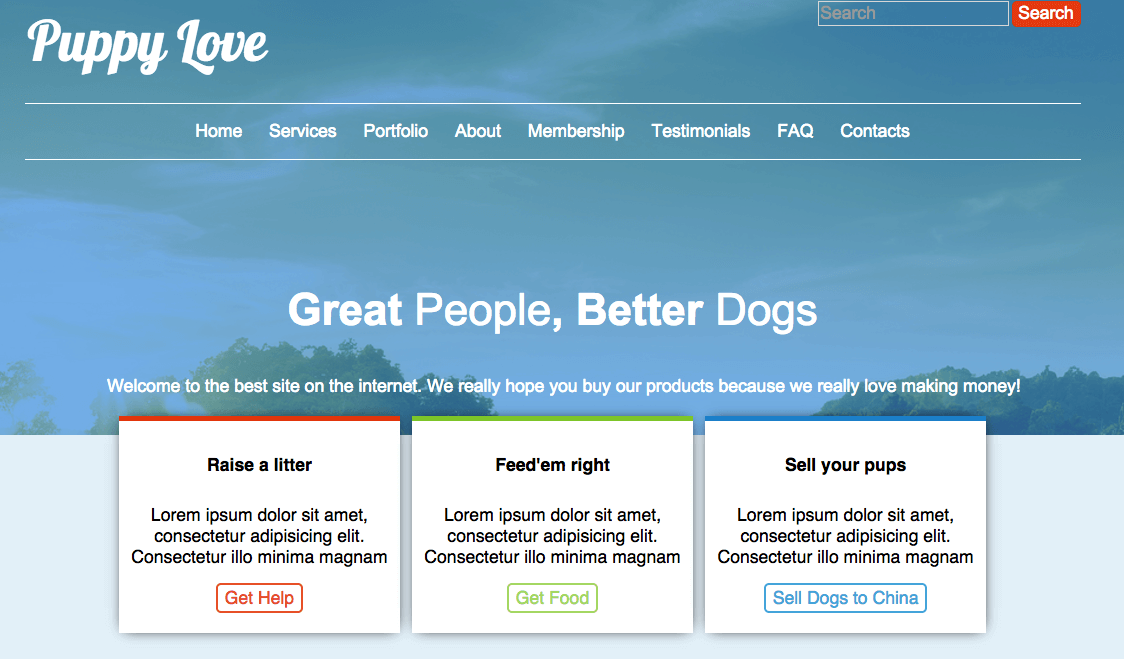 Puppy Love
Search
Search
Home Services Portfolio About Membership Testimonials FAQ Contacts
Great People, Better Dogs
Welcome to the best site on the internet. We really hope you buy our products because we really love making money!
Raise a litter
Lorem ipsum dolor sit amet,
consectetur adipisicing elit.
Consectetur illo minima magnam
Get Help
Feed'em right
Lorem ipsum dolor sit amet,
consectetur adipisicing elit.
Consectetur illo minima magnam
Get Food
Sell your pups
Lorem ipsum dolor sit amet,
consectetur adipisicing elit.
Consectetur illo minima magnam
Sell Dogs to China